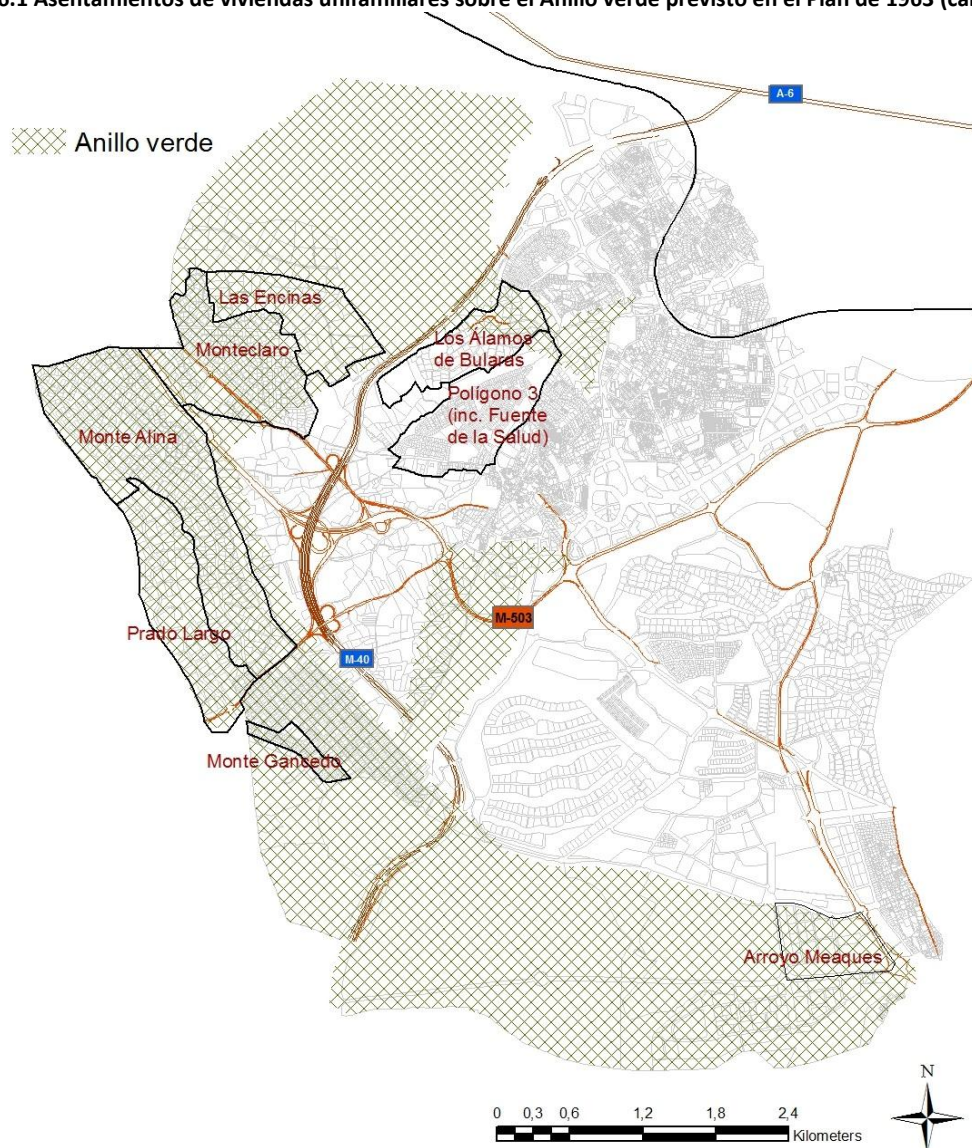 Asentamientos de viviendas unifamiliares sobre el Anillo verde previsto en el Plan de 1963
A-6
Anillo verde
Las Encinas
Monteclaro
Los Álamos
de Bularas
Polígono 3
(inc. Fuente
de la Salud)
Monte Alina
M-503
Prado Largo
M-40
Monte Gancedo
Arroyo Meaques
N
0 0,3 0,6 1,2 1,8 2,4
Kilometers